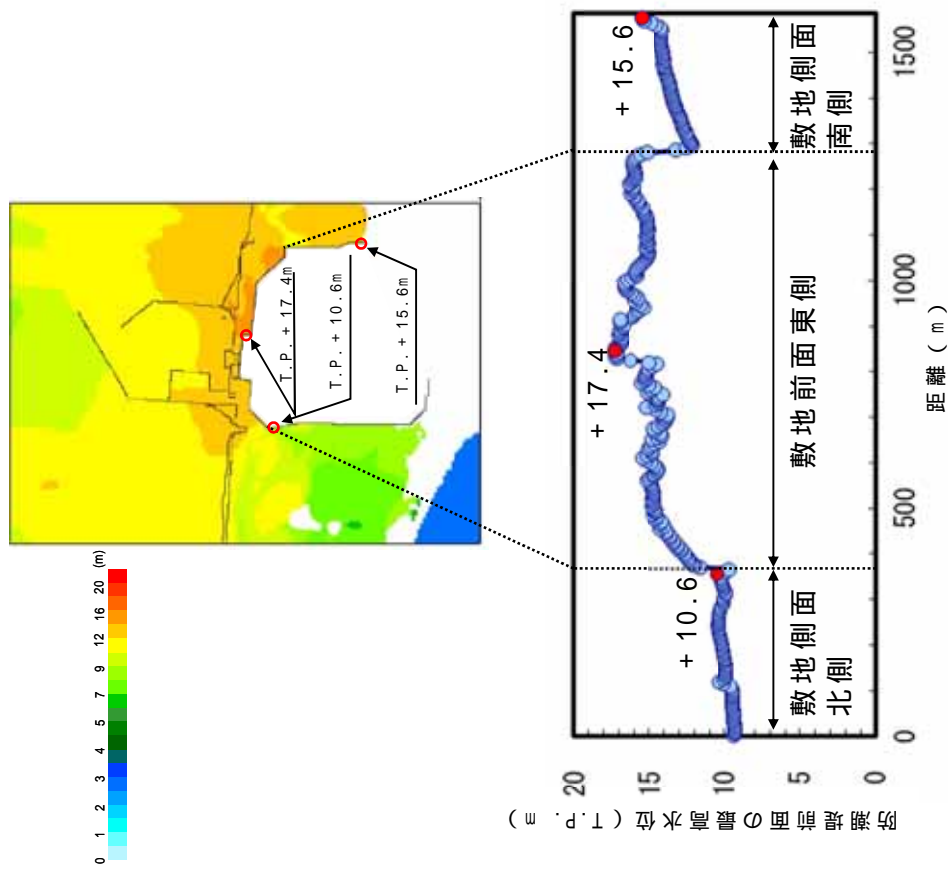 (m)
0 1 2 3 4 5 7 9 12 16 20
T.P.+17.4m
T.P.+10.6m
T.P.+15.6m
防潮堤前面の最高水位(T.P.m)
20
15
10
5
0
+10.6
+17.4
+15.6
敷地側面
北側
敷地前面東側
敷地側面
南側
0 500 1000 1500
距離(m)